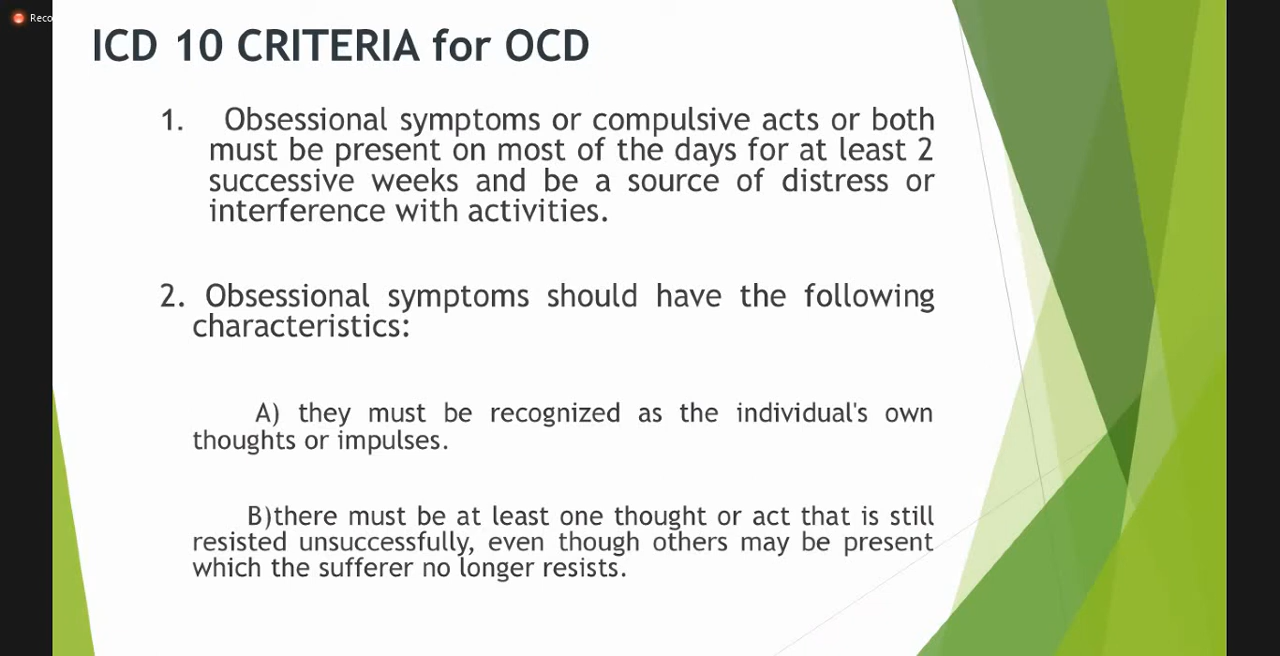 Reco
ICD 10 CRITERIA for OCD
1. Obsessional symptoms or compulsive acts or both
must be present on most of the days for at least 2
successive weeks and be a source of distress or
interference with activities.
2. Obsessional symptoms should have the following
characteristics:
A) they must be recognized as the individual's own
thoughts or impulses.
B)there must be at least one thought or act that is still
resisted unsuccessfully, even though others may be present
which the sufferer no longer resists.